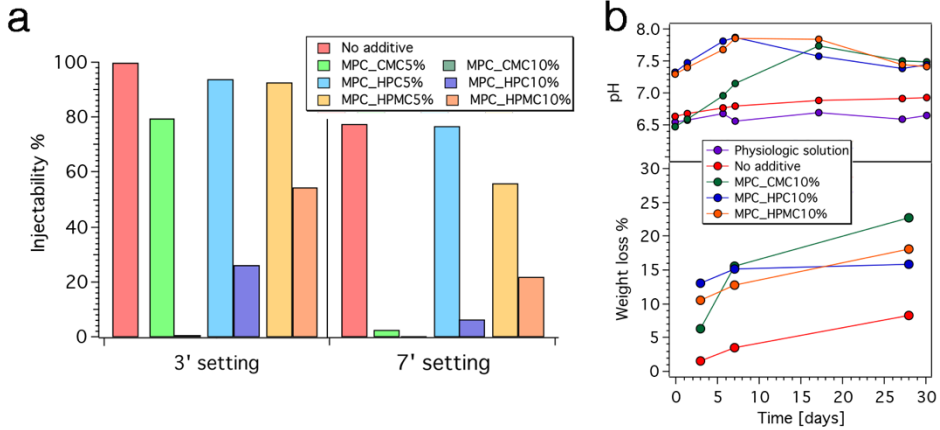 a
Injectability %
100
80
60
40
20
0
No additive
MPC_CMC5%
MPC_CMC10%
MPC_HPC5%
MPC_HPC10%
MPC_HPMC5%
MPC_HPMC10%
3' setting
7' setting
b
pH
8.0
7.5
7.0
6.5
Physiologic solution
No additive
MPC_CMC10%
MPC_HPC10%
MPC_HPMC10%
Weight loss %
30
25
20
15
10
5
0
0
5
10
15
20
25
30
Time [days]